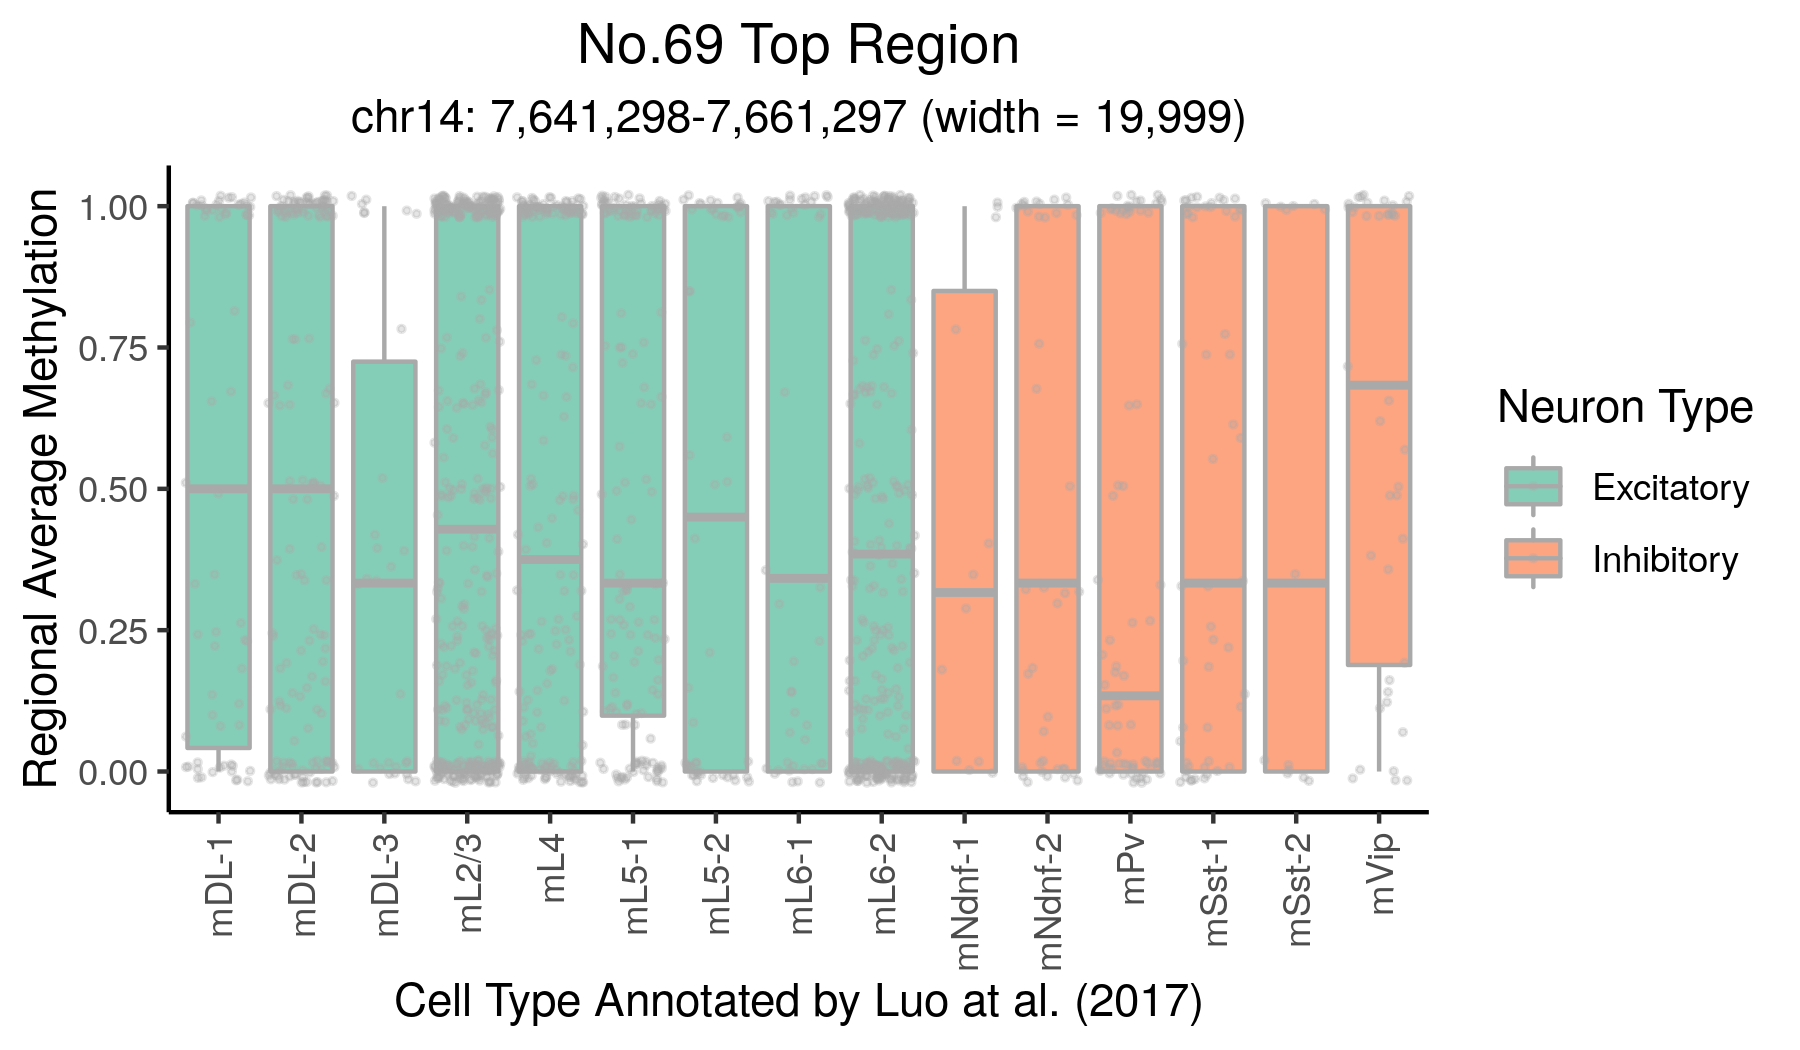 No.69 Top Region
chr14: 7,641,298-7,661,297 (width = 19,999)
Regional Average Methylation
1.00
0.75
0.50
0.25
0.00
mDL-1
mDL-2
mDL-3
mL2/3
mL4
mL5-1
mL5-2
mL6-1
mL6-2
mNdnf-1
mNdnf-2
mPv
mSst-1
mSst-2
mVip
Cell Type Annotated by Luo at al. (2017)
Neuron Type
Excitatory
Inhibitory